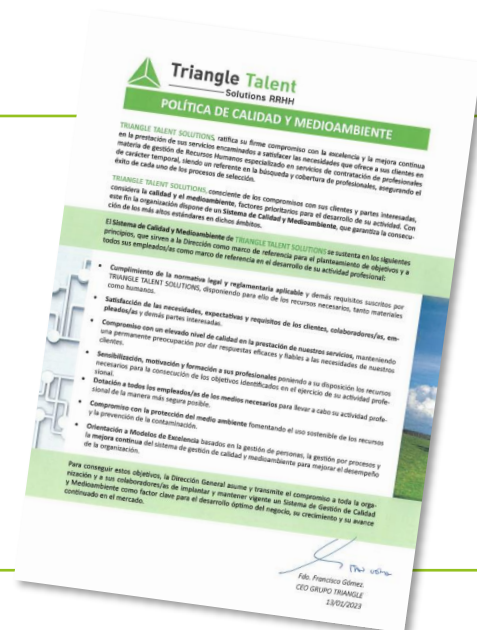 Triangle Talent
Solutions RRHH
POLÍTICA DE CALIDAD Y MEDIOAMBIENTE
TRIANGLE TALENT SOLUTIONS, ratifica su firme compromiso con la excelencia y la mejora continua
en la prestación de sus servicios encaminados a satisfacer las necesidades que ofrece a sus clientes en
materia de gestión de Recursos Humanos especializado en servicios de contratación de profesionales
de carácter temporal, siendo un referente en la búsqueda y cobertura de profesionales, asegurando el
éxito de cada uno de los procesos de selección.
TRIANGLE TALENT SOLUTIONS, consciente de los compromisos con sus clientes y partes interesadas,
considera la calidad y el medioambiente, factores prioritarios para el desarrollo de su actividad. Con
este fin la organización dispone de un Sistema de Calidad y Medioambiente, que garantiza la consecu-
ción de los más altos estándares en dichos ámbitos.
El Sistema de Calidad y Medioambiente de TRIANGLE TALENT SOLUTIONS se sustenta en los siguientes
principios, que sirven a la Dirección como marco de referencia para el planteamiento de objetivos y a
todos sus empleados/as como marco de referencia en el desarrollo de su actividad profesional:
• Cumplimiento de la normativa legal y reglamentaria aplicable y demás requisitos suscritos por
TRIANGLE TALENT SOLUTIONS, disponiendo para ello de los recursos necesarios, tanto materiales
como humanos.
• Satisfacción de las necesidades, expectativas y requisitos de los clientes, colaboradores/as, em-
pleados/as y demás partes interesadas.
• Compromiso con un elevado nivel de calidad en la prestación de nuestros servicios, manteniendo
una permanente preocupación por dar respuestas eficaces y fiables a las necesidades de nuestros
clientes.
• Sensibilización, motivación y formación a sus profesionales poniendo a su disposición los recursos
necesarios para la consecución de los objetivos identificados en el ejercicio de su actividad profe-
sional.
• Dotación a todos los empleados/as de los medios necesarios para llevar a cabo su actividad profe-
sional de la manera más segura posible.
• Compromiso con la protección del medio ambiente fomentando el uso sostenible de los recursos
y la prevención de la contaminación.
• Orientación a Modelos de Excelencia basados en la gestión de personas, la gestión por procesos y
la mejora continua del sistema de gestión de calidad y medioambiente para mejorar el desempeño
de la organización.
Para conseguir estos objetivos, la Dirección General asume y transmite el compromiso a toda la orga-
nización y a sus colaboradores/as de implantar y mantener vigente un Sistema de Gestión de Calidad
y Medioambiente como factor clave para el desarrollo óptimo del negocio, su crecimiento y su avance
continuado en el mercado.
Fdo. Francisco Gómez.
CEO GRUPO TRIANGLE
13/01/2023